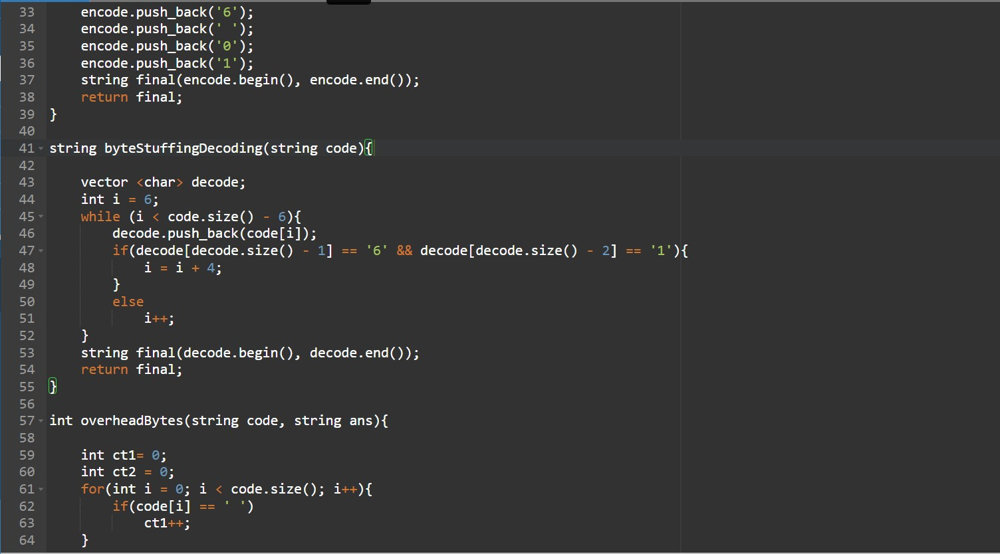 33 encode.push_back('6');
34 encode.push_back(' ');
35 encode.push_back('0');
36 encode.push_back('1');
37 string final(encode.begin(), encode.end());
38 return final;
39 }
40
41 string byteStuffingDecoding(string code){
42
43 vector <char> decode;
44 int i = 6;
45 while (i < code.size() - 6){
46 decode.push_back(code[i]);
47 if(decode[decode.size() - 1] == '6' && decode[decode.size() - 2] == '1'){
48 i = i + 4;
49 }
50 else
51 i++;
52 }
53 string final(decode.begin(), decode.end());
54 return final;
55 }
56
57 int overheadBytes(string code, string ans){
58
59 int ct1= 0;
60 int ct2 = 0;
61 for(int i = 0; i < code.size(); i++){
62 if(code[i] == ' ')
63 ct1++;
64 }